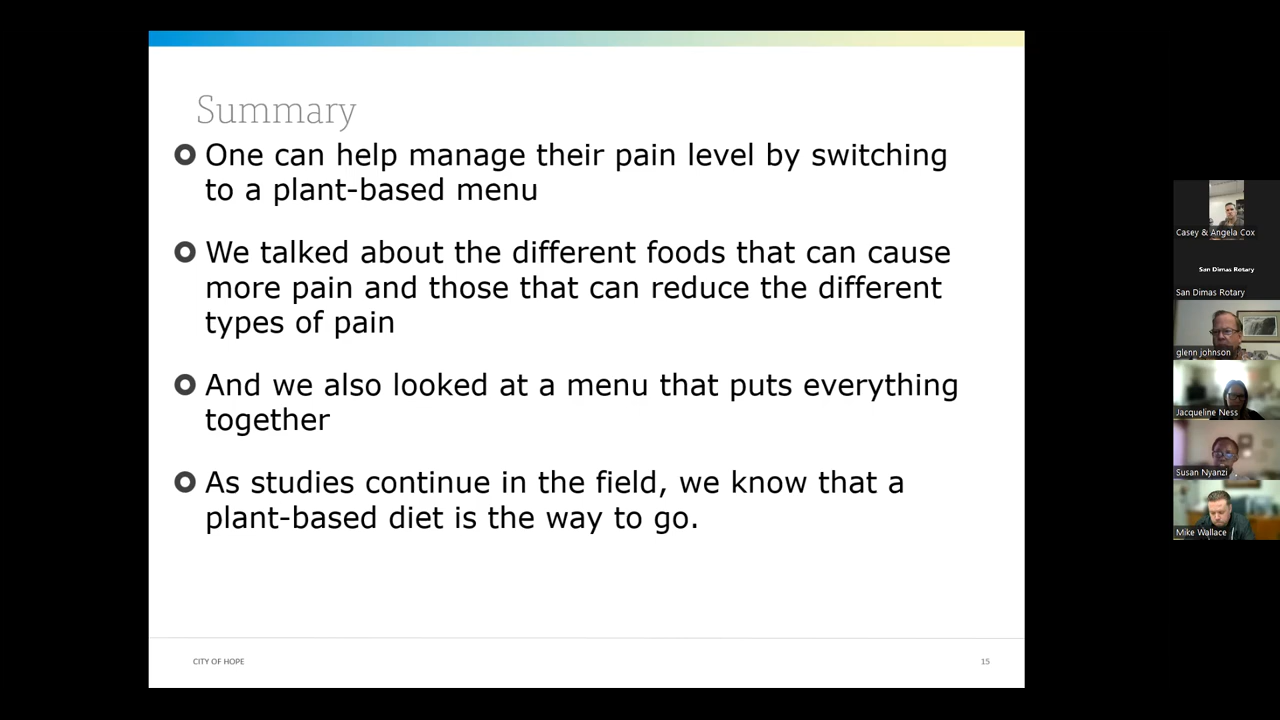 Summary
One can help manage their pain level by switching
to a plant-based menu
We talked about the different foods that can cause
more pain and those that can reduce the different
types of pain
And we also looked at a menu that puts everything
together
As studies continue in the field, we know that a
plant-based diet is the way to go.
CITY OF HOPE
15
Casey & Angela Cox
San Dimas Rotary
San Dimas Rotary
glenn johnson
Jacqueline Ness
Susan Nyanzi
Mike Wallace